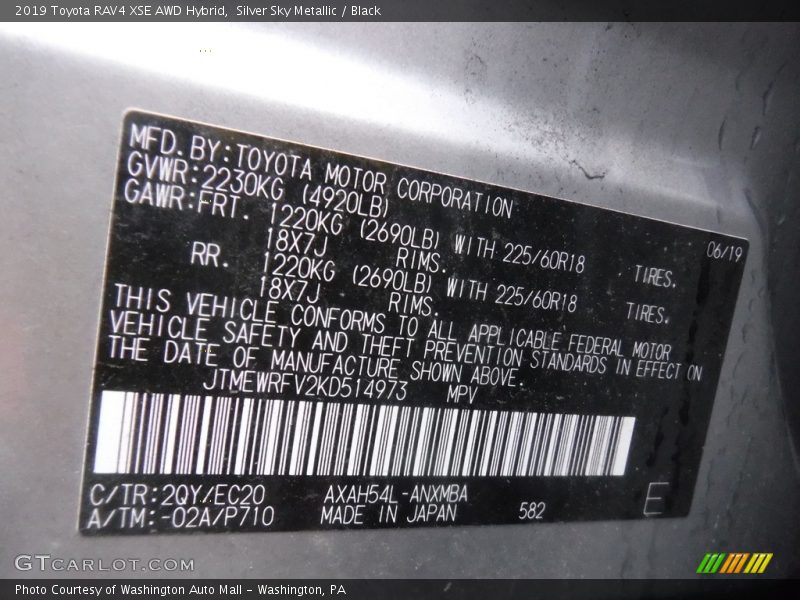 2019 Toyota RAV4 XSE AWD Hybrid,  Silver Sky Metallic / Black
MFD. BY: TOYOTA MOTOR CORPORATION 06/19
GVWR: 2230KG (4920LB)
GAWR: FRT. 1220KG (2690LB) WITH 225/60R18 TIRES.
18X7J RIMS.
RR. 1220KG (2690LB) WITH 225/60R18 TIRES.
18X7J RIMS.
THIS VEHICLE CONFORMS TO ALL APPLICABLE FEDERAL MOTOR
VEHICLE SAFETY AND THEFT PREVENTION STANDARDS IN EFFECT ON
THE DATE OF MANUFACTURE SHOWN ABOVE.
JTMEWRFV2KD514973 MPV
C/TR: 2QY/EC20 AXAH54L-ANXMBA
A/TM: -02A/P710 MADE IN JAPAN 582 E
GTCARLOT.COM
Photo Courtesy of Washington Auto Mall – Washington, PA